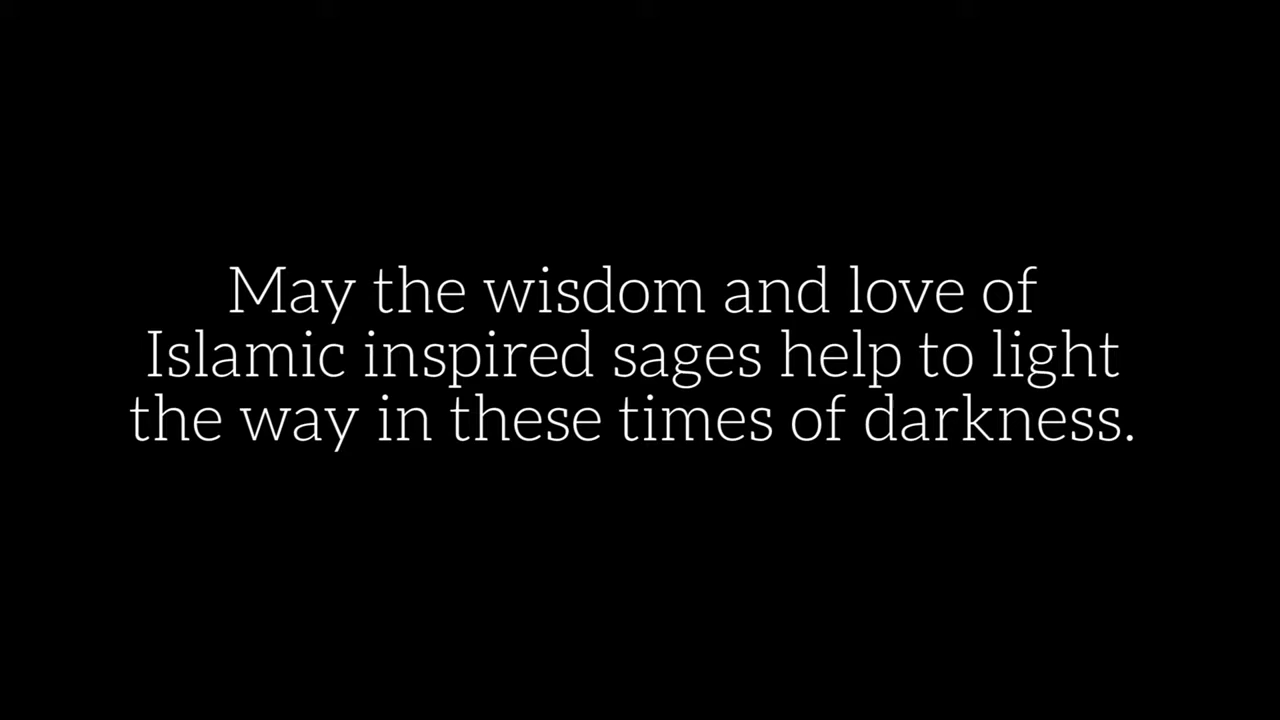 May the wisdom and love of
Islamic inspired sages help to light
the way in these times of darkness.